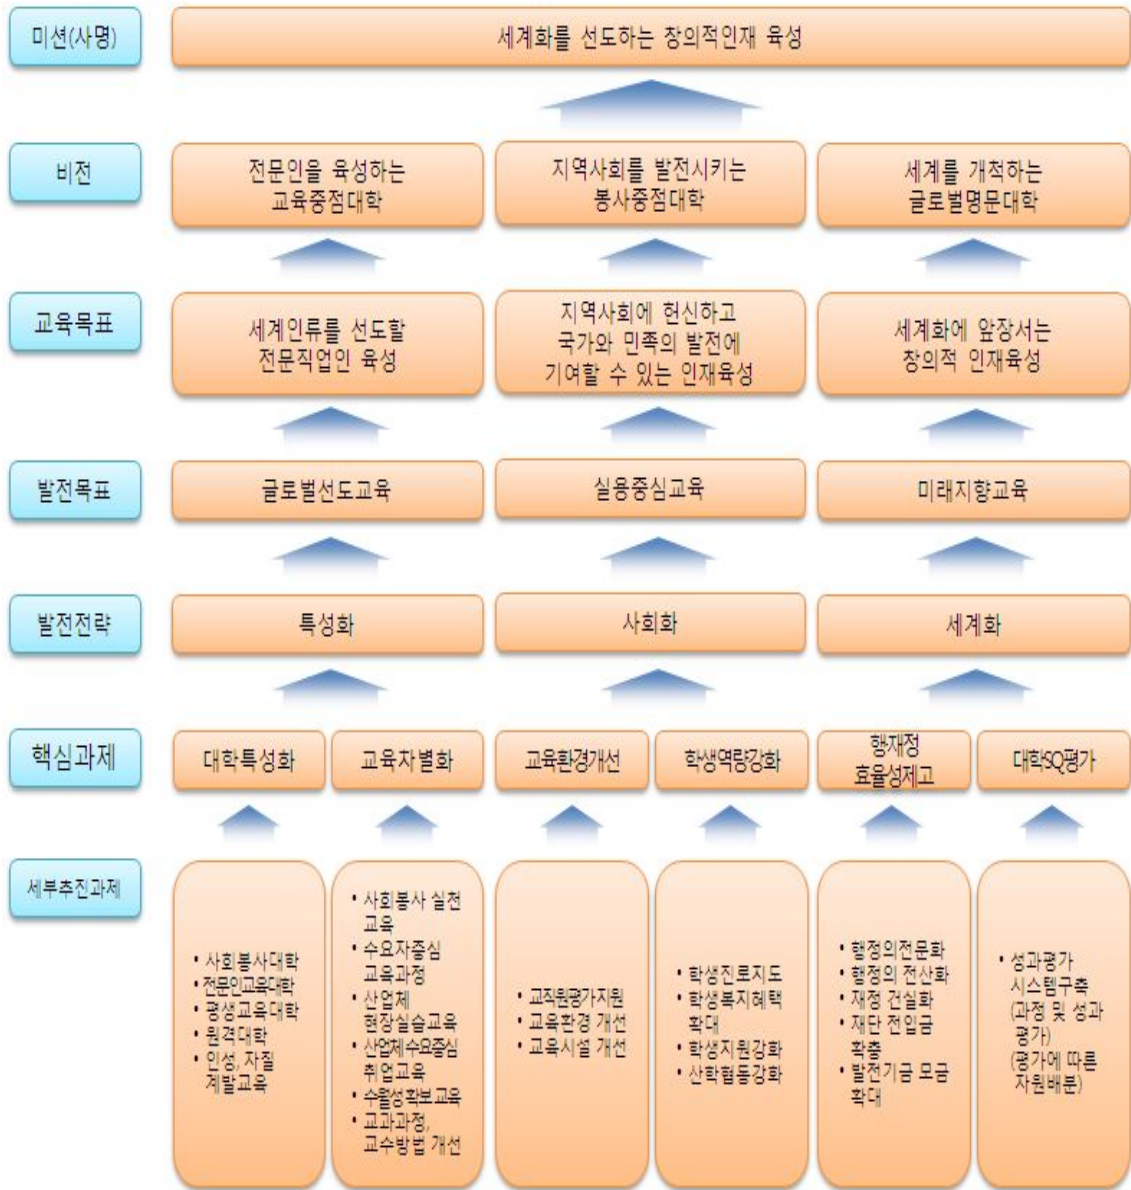 미션(사명)
세계화를 선도하는 창의적인재 육성
비전
전문인을 육성하는
교육중점대학
지역사회를 발전시키는
봉사중점대학
세계를 개척하는
글로벌명문대학
교육목표
세계인류를 선도할
전문직업인 육성
지역사회에 헌신하고
국가와 민족의 발전에
기여할 수 있는 인재육성
세계화에 앞장서는
창의적 인재육성
발전목표
글로벌선도교육
실용중심교육
미래지향교육
발전전략
특성화
사회화
세계화
핵심과제
대학특성화
교육차별화
교육환경개선
학생역량강화
행재정
효율성제고
대학SQ평가
세부추진과제
• 사회봉사대학
• 전문인교육대학
• 평생교육대학
• 원격대학
• 인성, 자질
계발교육
• 사회봉사 실천
교육
• 수요자중심
교육과정
• 산업체
현장실습교육
• 산업체수요중심
취업교육
• 수월성확보교육
• 교과과정,
교수방법 개선
• 교직원평가지원
• 교육환경 개선
• 교육시설 개선
• 학생진로지도
• 학생복지혜택
확대
• 학생지원강화
• 산학협동강화
• 행정의전문화
• 행정의 전산화
• 재정 건실화
• 재단 전입금
확충
• 발전기금 모금
확대
• 성과평가
시스템구축
(과정 및 성과
평가)
(평가에 따른
자원배분)